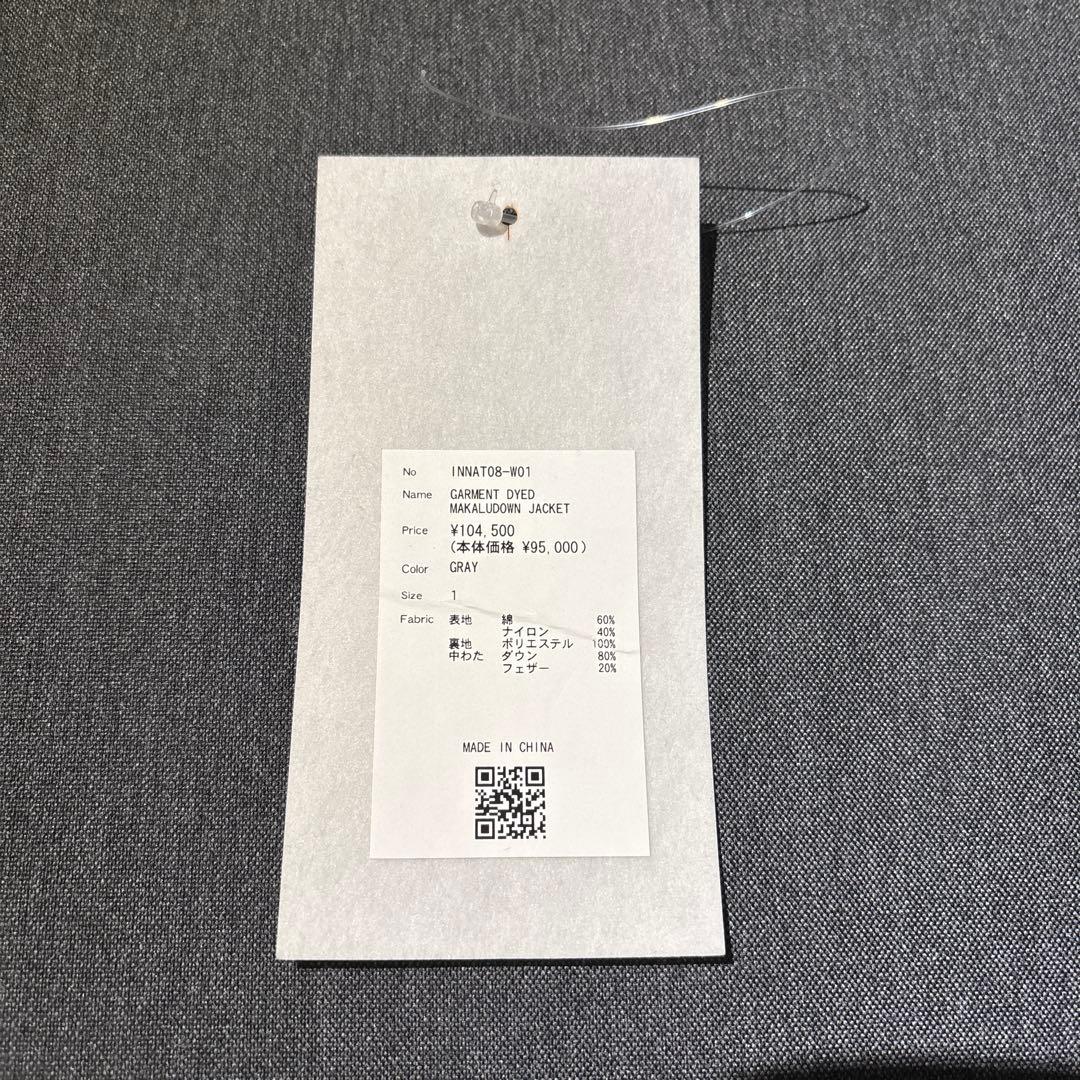 No INNAT08-W01
Name GARMENT DYED
MAKALUDOWN JACKET
Price ¥104,500
(本体価格 ¥95,000)
Color GRAY
Size 1
Fabric 表地 綿 60%
ナイロン 40%
裏地 ポリエステル 100%
中わた ダウン 80%
フェザー 20%
MADE IN CHINA